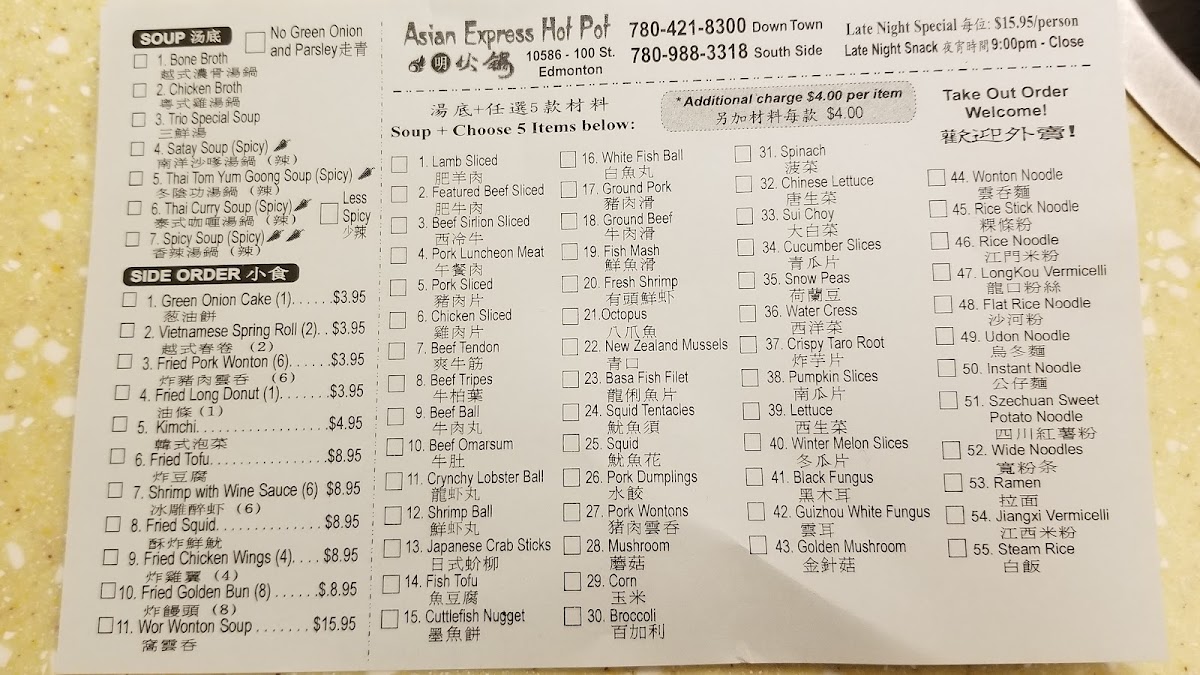 SOUP 汤底
No Green Onion
and Parsley走青
1. Bone Broth
越式濃骨湯鍋
2. Chicken Broth
粵式雞湯鍋
3. Trio Special Soup
三鮮湯
4. Satay Soup (Spicy)
南洋沙嗲湯鍋（辣）
5. Thai Tom Yum Goong Soup (Spicy)
冬陰功湯鍋（辣）
6. Thai Curry Soup (Spicy)
泰式咖喱湯鍋（辣）
Less
Spicy
少辣
7. Spicy Soup (Spicy)
香辣湯鍋（辣）
SIDE ORDER 小食
1. Green Onion Cake (1)......$3.95
葱油餅
2. Vietnamese Spring Roll (2)..$3.95
越式春卷 (2)
3. Fried Pork Wonton (6)......$3.95
炸豬肉雲吞 (6)
4. Fried Long Donut (1).......$3.95
油條 (1)
5. Kimchi.................$4.95
韓式泡菜
6. Fried Tofu...............$8.95
炸豆腐
7. Shrimp with Wine Sauce (6) $8.95
冰雕醉虾 (6)
8. Fried Squid..............$8.95
酥炸鮮魷
9. Fried Chicken Wings (4)....$8.95
炸雞翼 (4)
10. Fried Golden Bun (8)......$.8.95
炸饅頭 (8)
11. Wor Wonton Soup........$15.95
窩雲吞
Asian Express Hot Pot
明火鍋
10586 - 100 St.
Edmonton
780-421-8300 Down Town
780-988-3318 South Side
Late Night Special 每位: $15.95/person
Late Night Snack 夜宵時間9:00pm - Close
湯底+任選5款材料
Soup + Choose 5 Items below:
*Additional charge $4.00 per item
另加材料每款 $4.00
Take Out Order
Welcome!
歡迎外賣!
1. Lamb Sliced
肥羊肉
2. Featured Beef Sliced
肥牛肉
3. Beef Sirlion Sliced
西冷牛
4. Pork Luncheon Meat
午餐肉
5. Pork Sliced
豬肉片
6. Chicken Sliced
雞肉片
7. Beef Tendon
爽牛筋
8. Beef Tripes
牛柏葉
9. Beef Ball
牛肉丸
10. Beef Omarsum
牛肚
11. Crynchy Lobster Ball
龍虾丸
12. Shrimp Ball
鮮虾丸
13. Japanese Crab Sticks
日式蚧柳
14. Fish Tofu
魚豆腐
15. Cuttlefish Nugget
墨魚餅
16. White Fish Ball
白魚丸
17. Ground Pork
豬肉滑
18. Ground Beef
牛肉滑
19. Fish Mash
鮮魚滑
20. Fresh Shrimp
有頭鮮虾
21.Octopus
八爪魚
22. New Zealand Mussels
青口
23. Basa Fish Filet
龍俐魚片
24. Squid Tentacles
魷魚須
25. Squid
魷魚花
26. Pork Dumplings
水餃
27. Pork Wontons
豬肉雲吞
28. Mushroom
蘑菇
29. Corn
玉米
30. Broccoli
百加利
31. Spinach
菠菜
32. Chinese Lettuce
唐生菜
33. Sui Choy
大白菜
34. Cucumber Slices
青瓜片
35. Snow Peas
荷蘭豆
36. Water Cress
西洋菜
37. Crispy Taro Root
炸芋片
38. Pumpkin Slices
南瓜片
39. Lettuce
西生菜
40. Winter Melon Slices
冬瓜片
41. Black Fungus
黑木耳
42. Guizhou White Fungus
雲耳
43. Golden Mushroom
金針菇
44. Wonton Noodle
雲吞麵
45. Rice Stick Noodle
粿條粉
46. Rice Noodle
江門米粉
47. LongKou Vermicelli
龍口粉絲
48. Flat Rice Noodle
沙河粉
49. Udon Noodle
烏冬麵
50. Instant Noodle
公仔麵
51. Szechuan Sweet
Potato Noodle
四川紅薯粉
52. Wide Noodles
寬粉条
53. Ramen
拉面
54. Jiangxi Vermicelli
江西米粉
55. Steam Rice
白飯